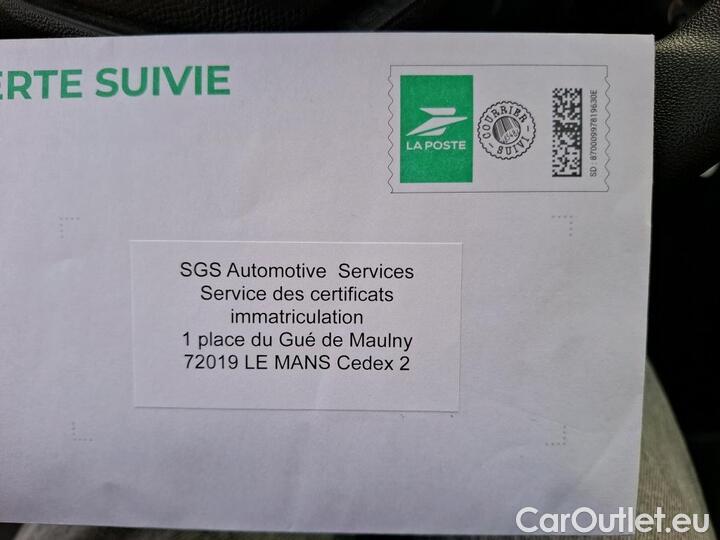 ERTE SUIVIE
LA POSTE
COURRIER
SUIVI
SD : 87000997819630E
SGS Automotive Services
Service des certificats
immatriculation
1 place du Gué de Maulny
72019 LE MANS Cedex 2
CarOutlet.eu